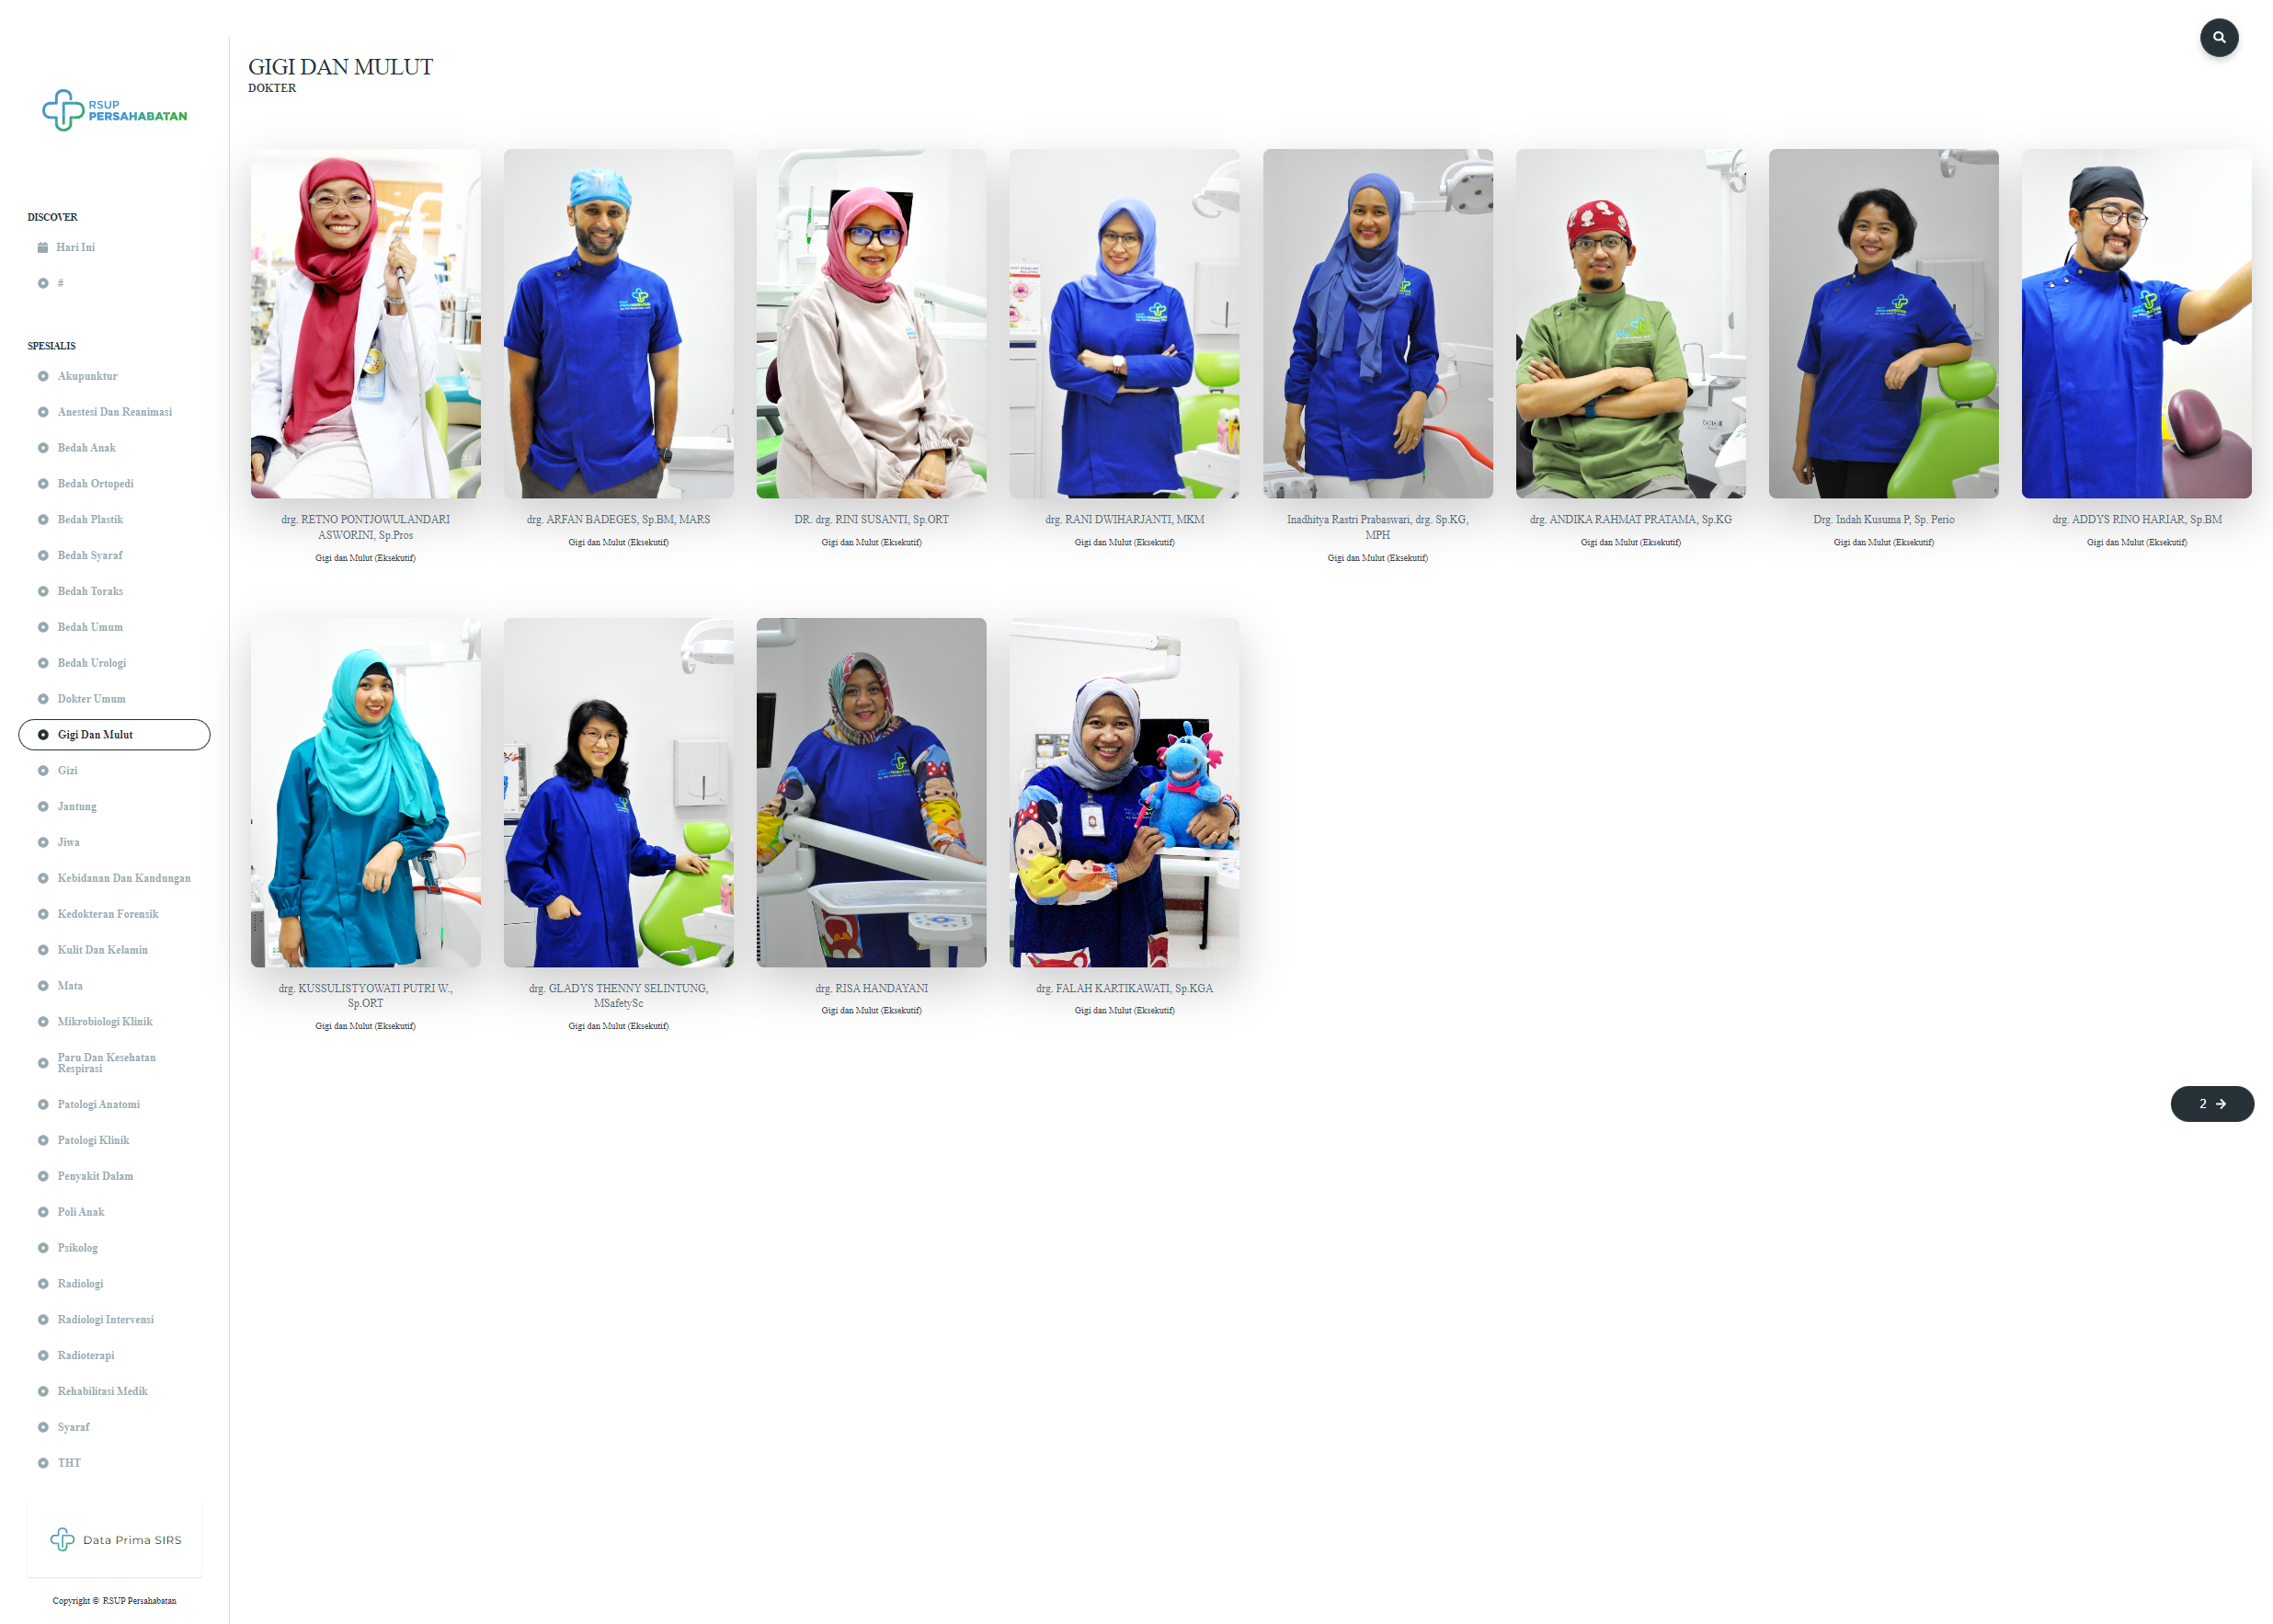 RSUP
PERSAHABATAN
DISCOVER
Hari Ini
#
SPESIALIS
Akupunktur
Anestesi Dan Reanimasi
Bedah Anak
Bedah Ortopedi
Bedah Plastik
Bedah Syaraf
Bedah Toraks
Bedah Umum
Bedah Urologi
Dokter Umum
Gigi Dan Mulut
Gizi
Jantung
Jiwa
Kebidanan Dan Kandungan
Kedokteran Forensik
Kulit Dan Kelamin
Mata
Mikrobiologi Klinik
Paru Dan Kesehatan
Respirasi
Patologi Anatomi
Patologi Klinik
Penyakit Dalam
Poli Anak
Psikolog
Radiologi
Radiologi Intervensi
Radioterapi
Rehabilitasi Medik
Syaraf
THT
Data Prima SIRS
Copyright © RSUP Persahabatan
GIGI DAN MULUT
DOKTER
drg. RETNO PONTJOWULANDARI
ASWORINI, Sp.Pros
Gigi dan Mulut (Eksekutif)
drg. ARFAN BADEGES, Sp.BM, MARS
Gigi dan Mulut (Eksekutif)
DR. drg. RINI SUSANTI, Sp.ORT
Gigi dan Mulut (Eksekutif)
drg. RANI DWIHARJANTI, MKM
Gigi dan Mulut (Eksekutif)
Inadhitya Rastri Prabaswari, drg. Sp.KG,
MPH
Gigi dan Mulut (Eksekutif)
drg. ANDIKA RAHMAT PRATAMA, Sp.KG
Gigi dan Mulut (Eksekutif)
Drg. Indah Kusuma P, Sp. Perio
Gigi dan Mulut (Eksekutif)
drg. ADDYS RINO HARIAR, Sp.BM
Gigi dan Mulut (Eksekutif)
drg. KUSSULISTYOWATI PUTRI W.,
Sp.ORT
Gigi dan Mulut (Eksekutif)
drg. GLADYS THENNY SELINTUNG,
MSafetySc
Gigi dan Mulut (Eksekutif)
drg. RISA HANDAYANI
Gigi dan Mulut (Eksekutif)
drg. FALAH KARTIKAWATI, Sp.KGA
Gigi dan Mulut (Eksekutif)
2